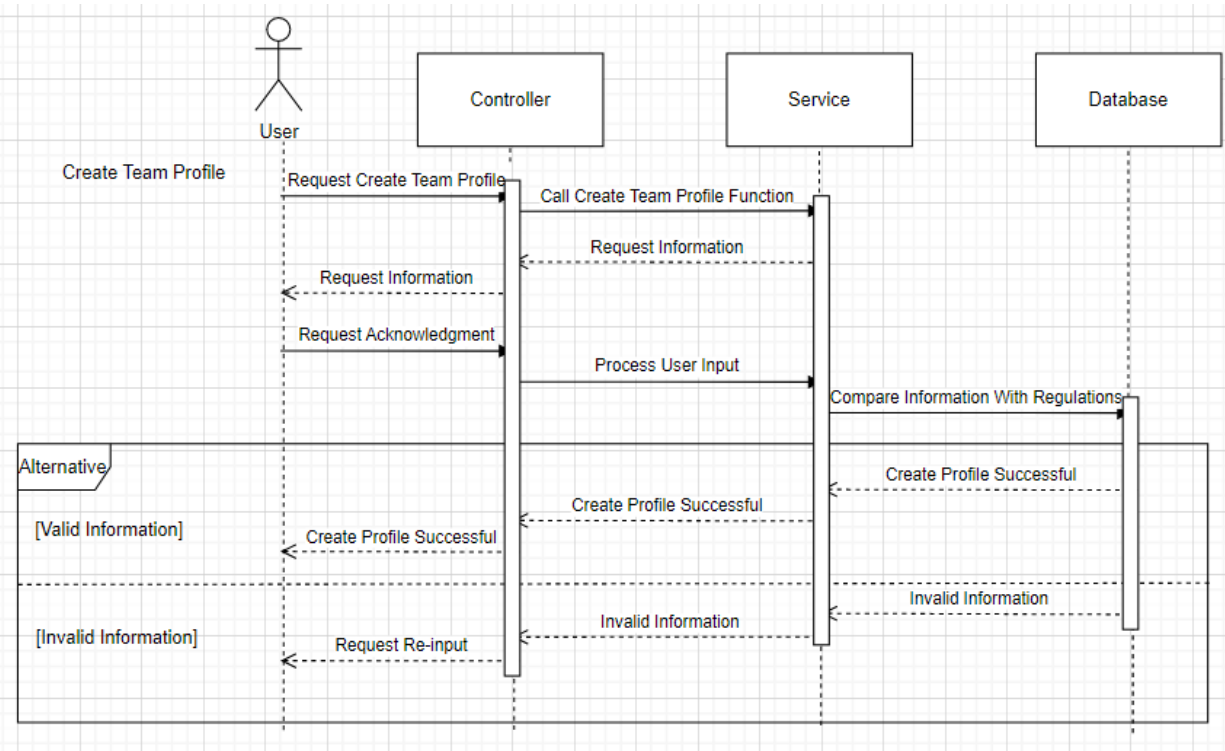 User
Controller
Service
Database
Create Team Profile
Request Create Team Profile
Call Create Team Profile Function
Request Information
Request Information
Request Acknowledgment
Process User Input
Compare Information With Regulations
Alternative
Create Profile Successful
Create Profile Successful
[Valid Information]
Create Profile Successful
Invalid Information
Invalid Information
[Invalid Information]
Request Re-input